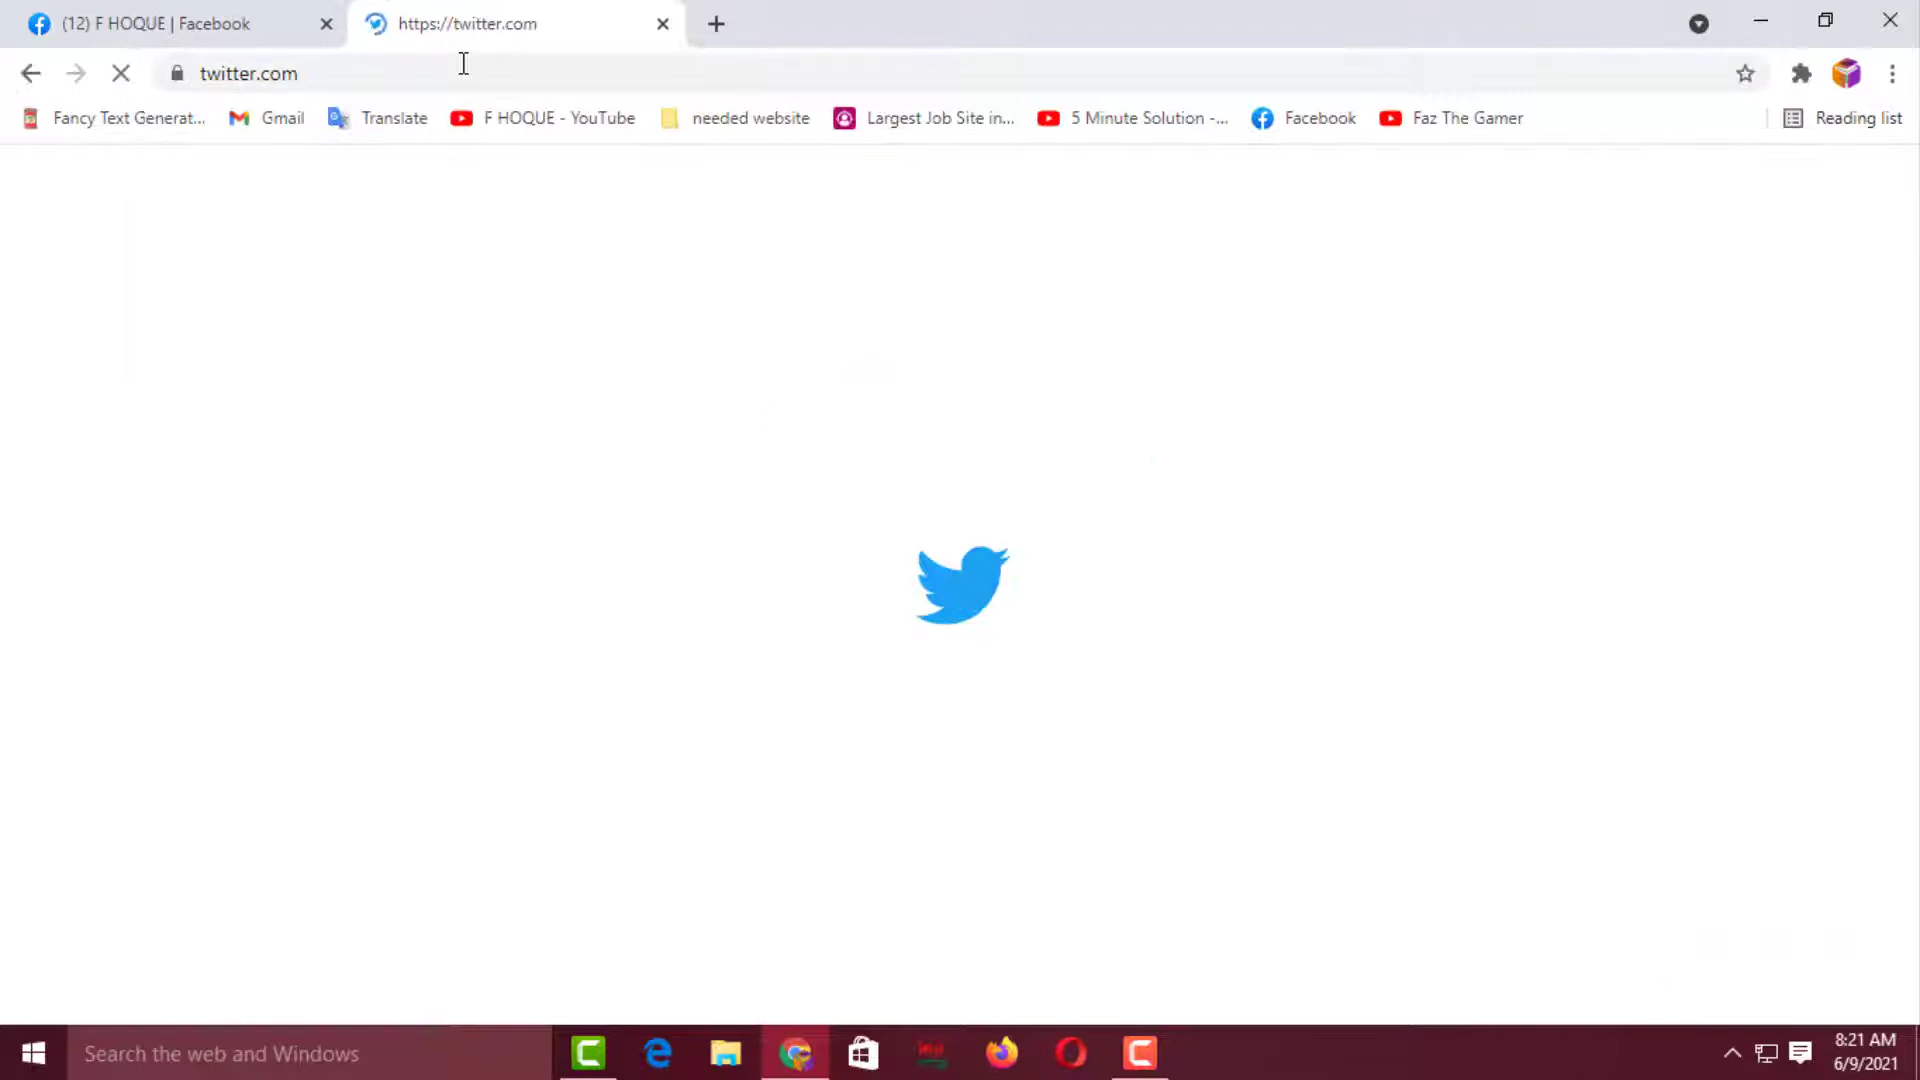 (12) F HOQUE | Facebook
https://twitter.com
twitter.com
Fancy Text Generat...
Gmail
Translate
F HOQUE - YouTube
needed website
Largest Job Site in...
5 Minute Solution -...
Facebook
Faz The Gamer
Reading list
Search the web and Windows
8:21 AM
6/9/2021